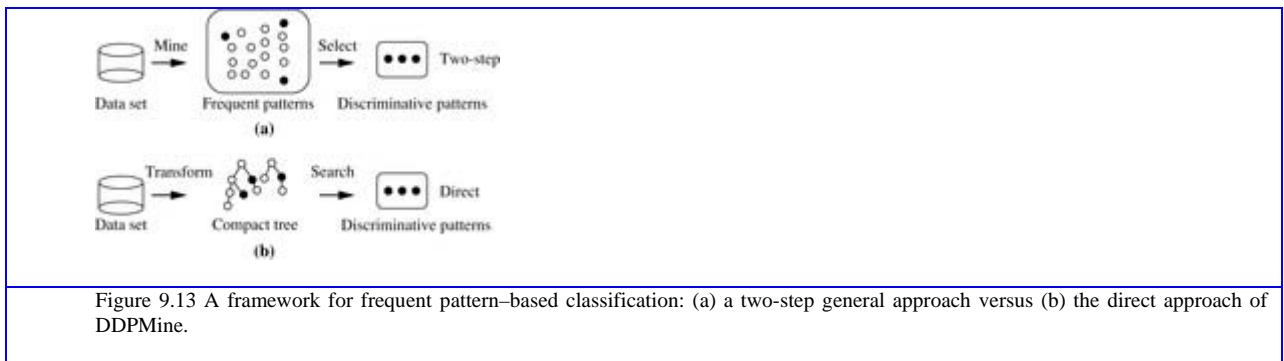 Mine
Select
Two-step
Data set
Frequent patterns
Discriminative patterns
(a)
Transform
Search
Direct
Data set
Compact tree
Discriminative patterns
(b)
Figure 9.13 A framework for frequent pattern–based classification: (a) a two-step general approach versus (b) the direct approach of
DDPMine.